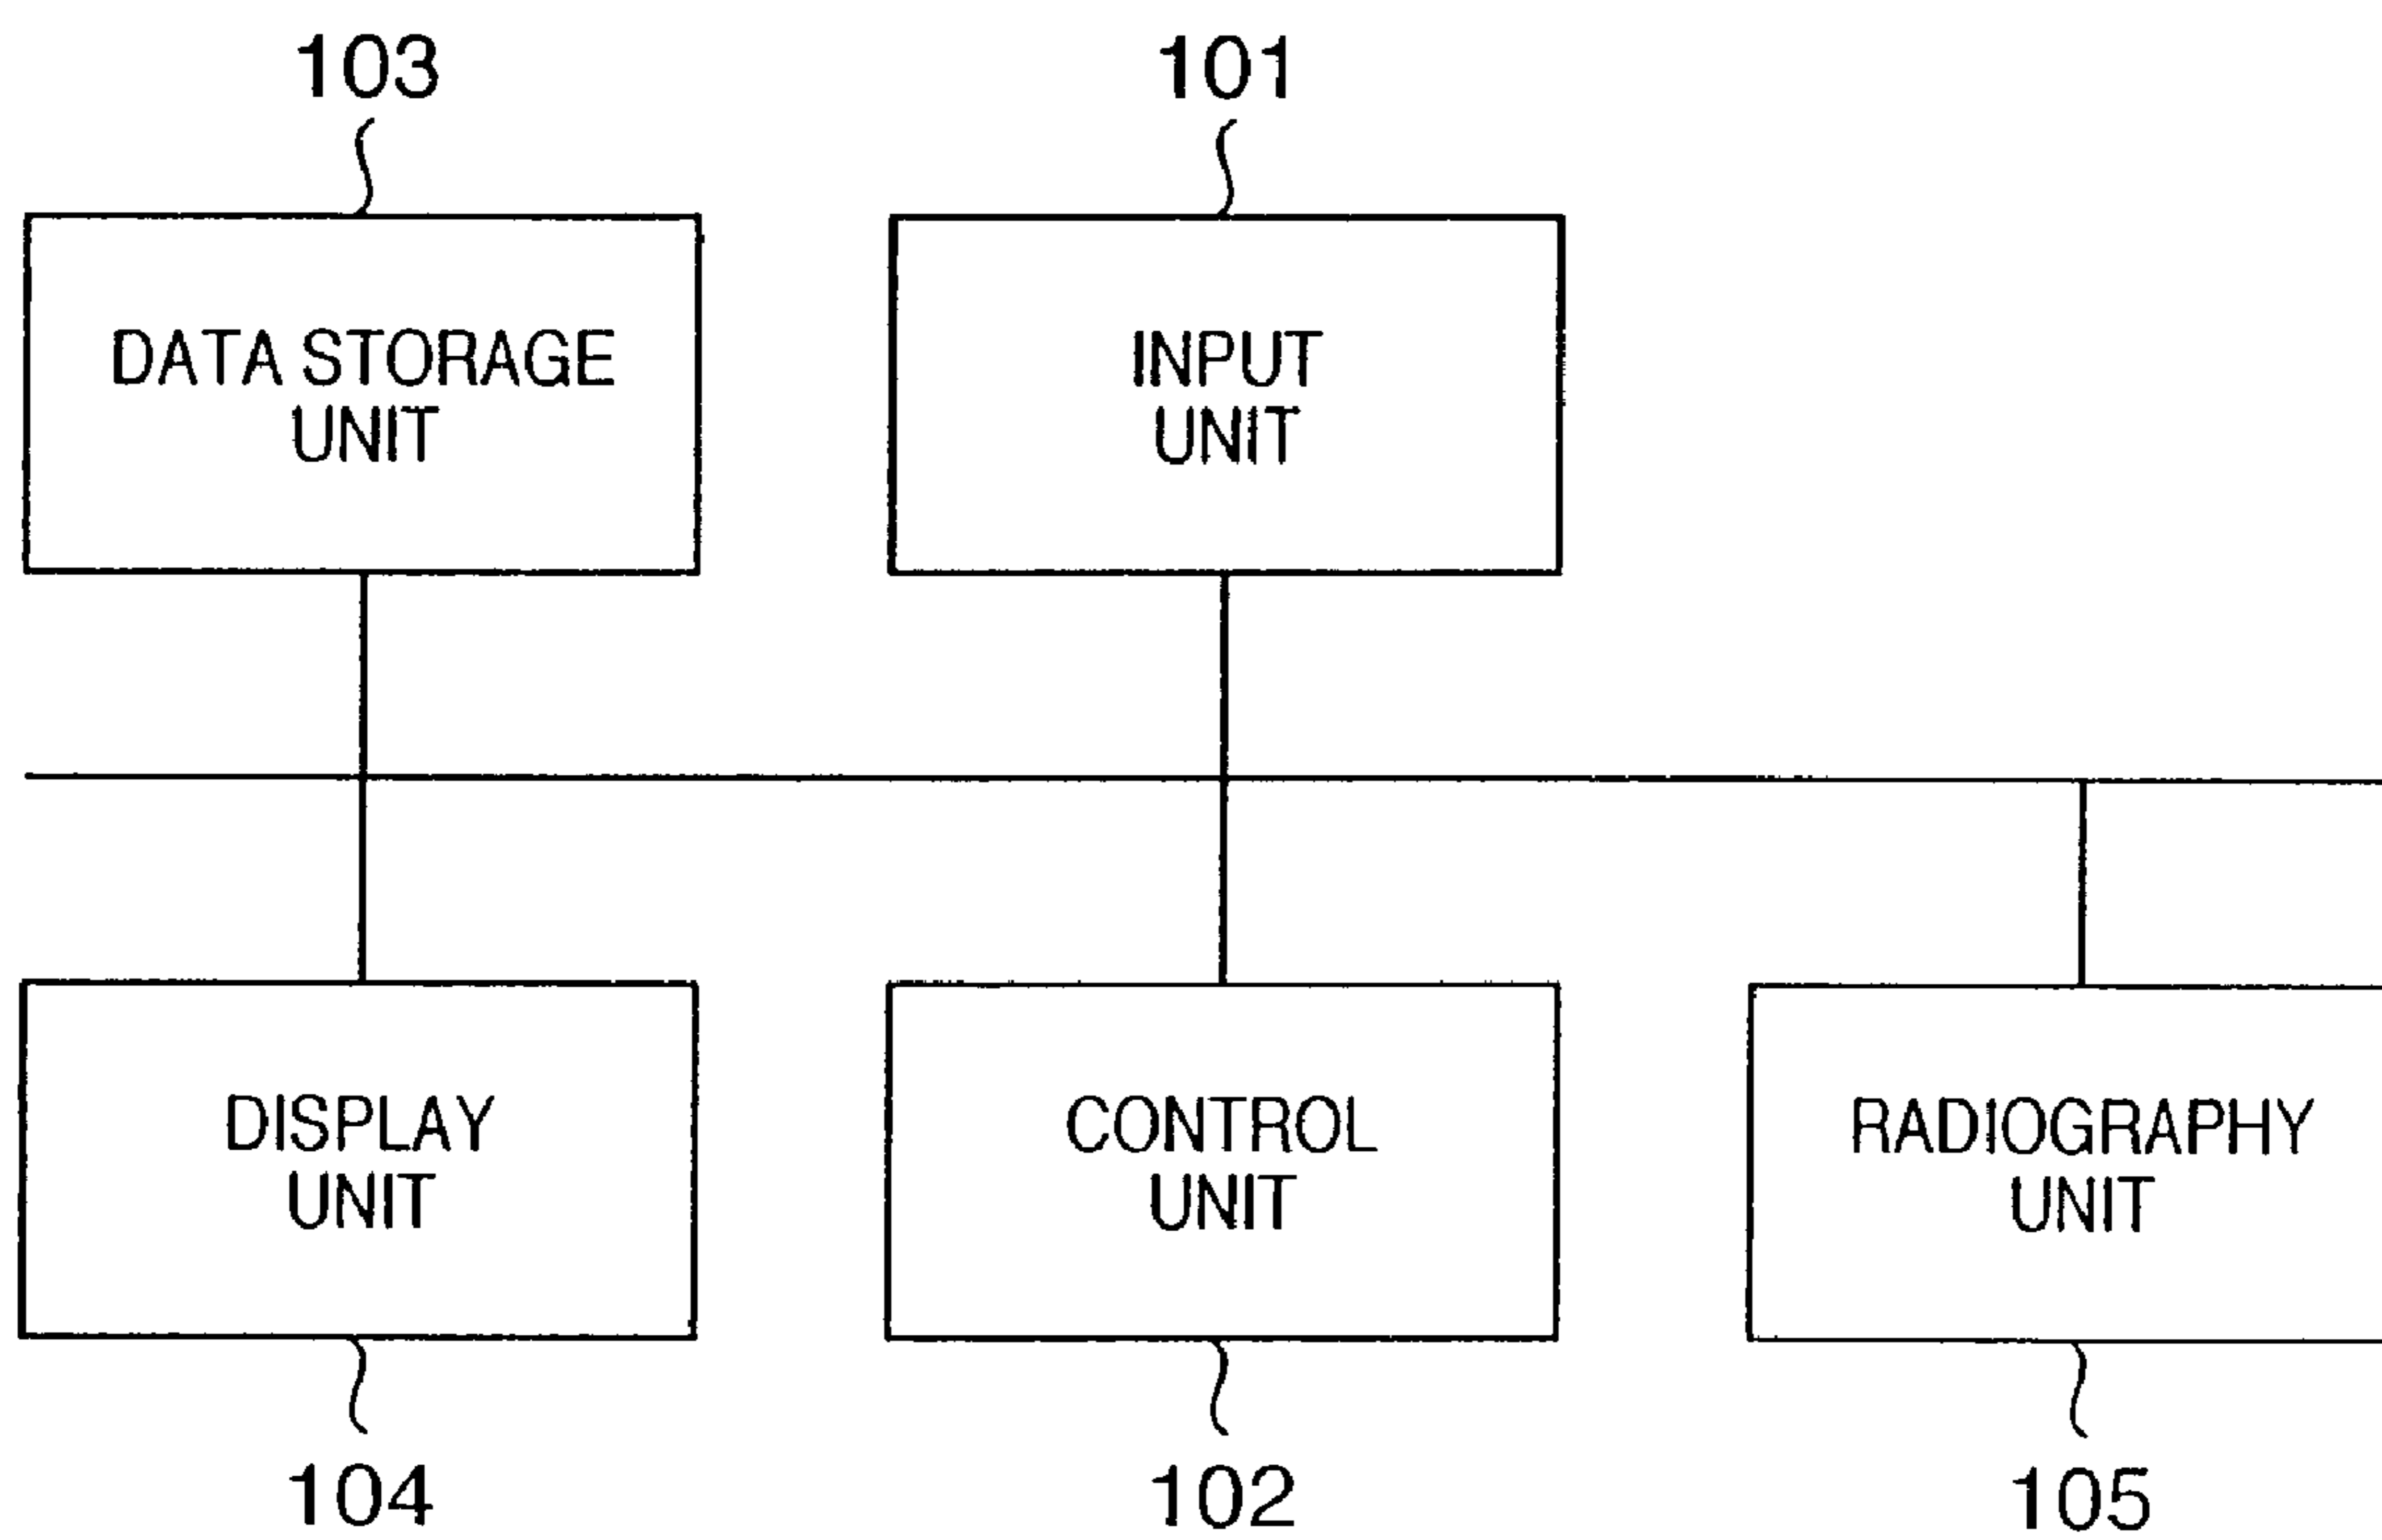 103
101
DATA STORAGE
UNIT
INPUT
UNIT
DISPLAY
UNIT
CONTROL
UNIT
RADIOGRAPHY
UNIT
104
102
105